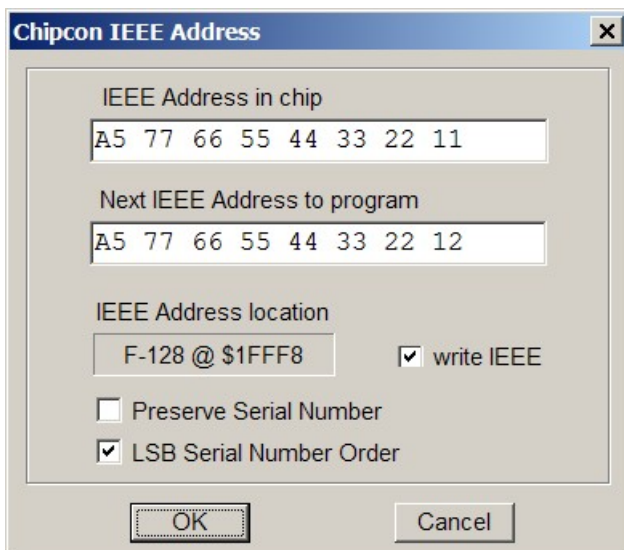 Chipcon IEEE Address
IEEE Address in chip
A5 77 66 55 44 33 22 11
Next IEEE Address to program
A5 77 66 55 44 33 22 12
IEEE Address location
F-128 @ $1FFF8 write IEEE
Preserve Serial Number
LSB Serial Number Order
OK Cancel